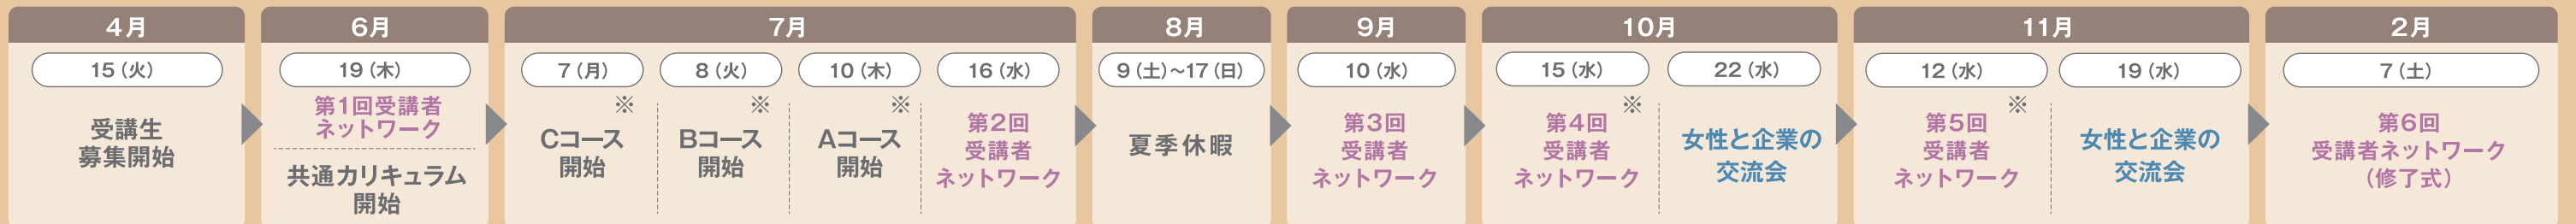 4月
15（火）
受講生
募集開始
6月
19（木）
第1回受講者
ネットワーク
共通カリキュラム
開始
7月
7（月）
※
Cコース
開始
8（火）
※
Bコース
開始
10（木）
※
Aコース
開始
16（水）
第2回
受講者
ネットワーク
8月
9（土）〜17（日）
夏季休暇
9月
10（水）
第3回
受講者
ネットワーク
10月
15（水）
※
第4回
受講者
ネットワーク
22（水）
女性と企業の
交流会
11月
12（水）
※
第5回
受講者
ネットワーク
19（水）
女性と企業の
交流会
2月
7（土）
第6回
受講者ネットワーク
（修了式）